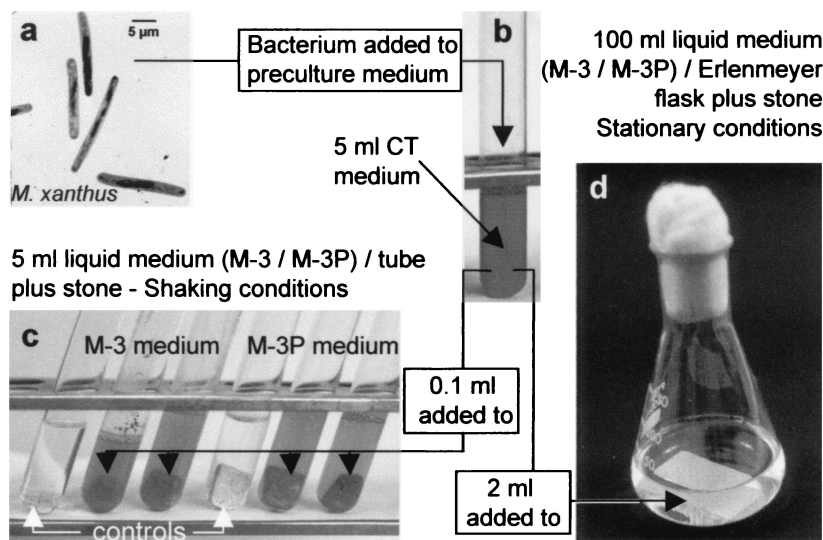 a
5 µm
M. xanthus
Bacterium added to
preculture medium
b
5 ml CT
medium
100 ml liquid medium
(M-3 / M-3P) / Erlenmeyer
flask plus stone
Stationary conditions
d
5 ml liquid medium (M-3 / M-3P) / tube
plus stone - Shaking conditions
c
M-3 medium
M-3P medium
controls
0.1 ml
added to
2 ml
added to